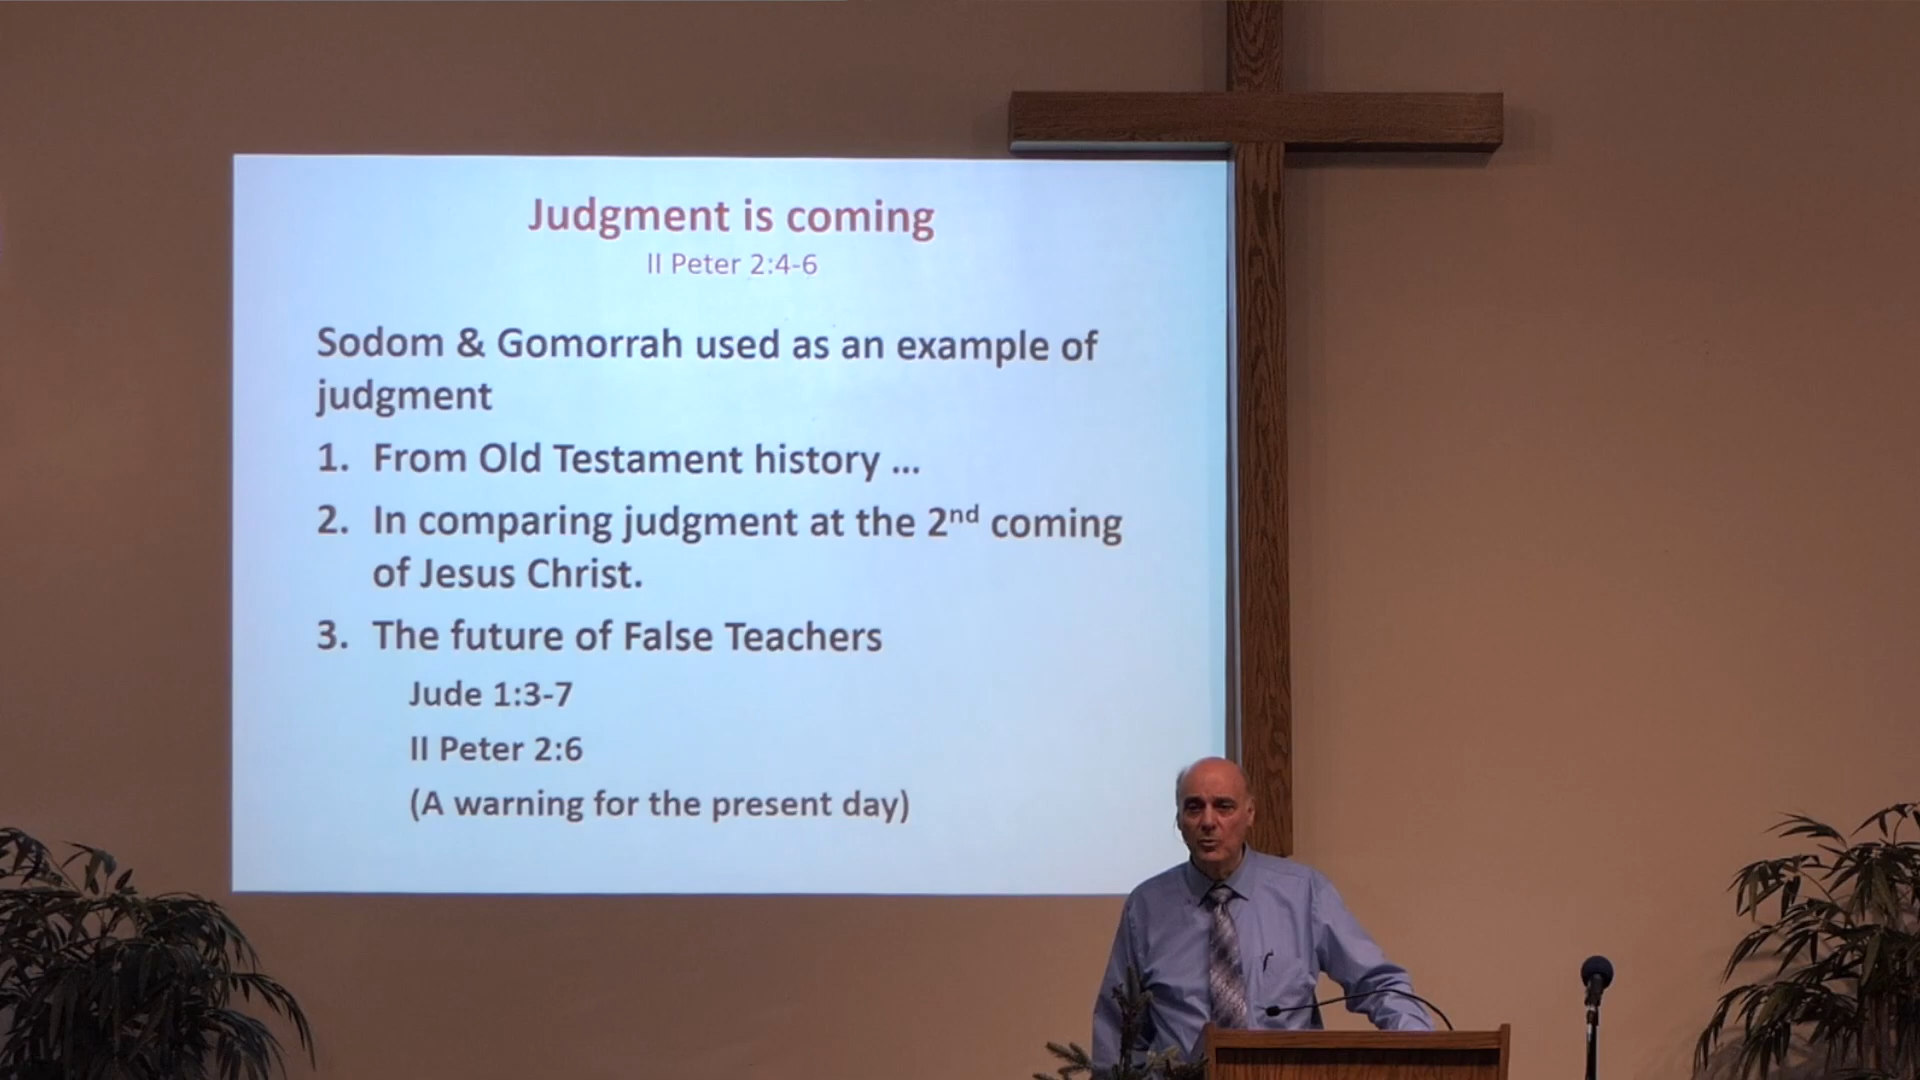 Judgment is coming
II Peter 2:4-6
Sodom & Gomorrah used as an example of
judgment
1. From Old Testament history ...
2. In comparing judgment at the 2nd coming
of Jesus Christ.
3. The future of False Teachers
Jude 1:3-7
II Peter 2:6
(A warning for the present day)